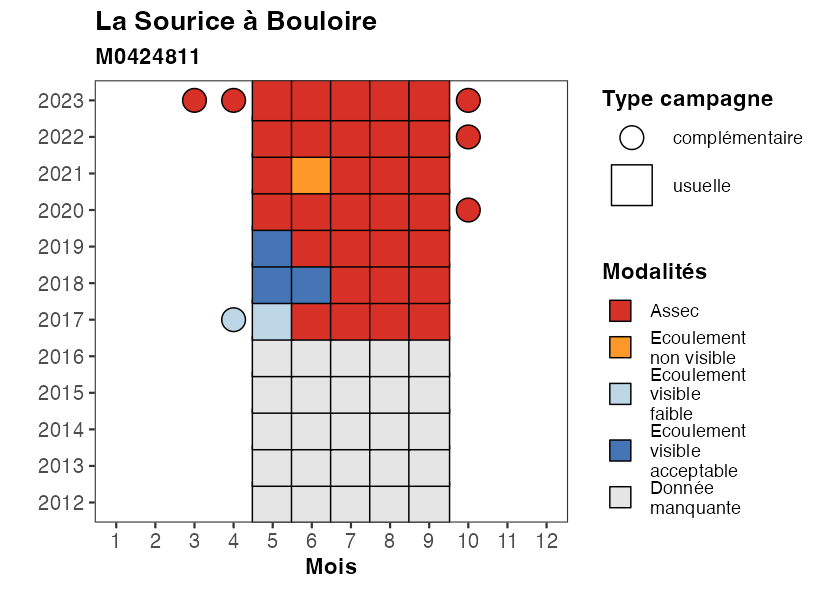 La Sourice à Bouloire
M0424811
2023
2022
2021
2020
2019
2018
2017
2016
2015
2014
2013
2012
1 2 3 4 5 6 7 8 9 10 11 12
Mois
Type campagne
complémentaire
usuelle
Modalités
Assec
Ecoulement
non visible
Ecoulement
visible
faible
Ecoulement
visible
acceptable
Donnée
manquante